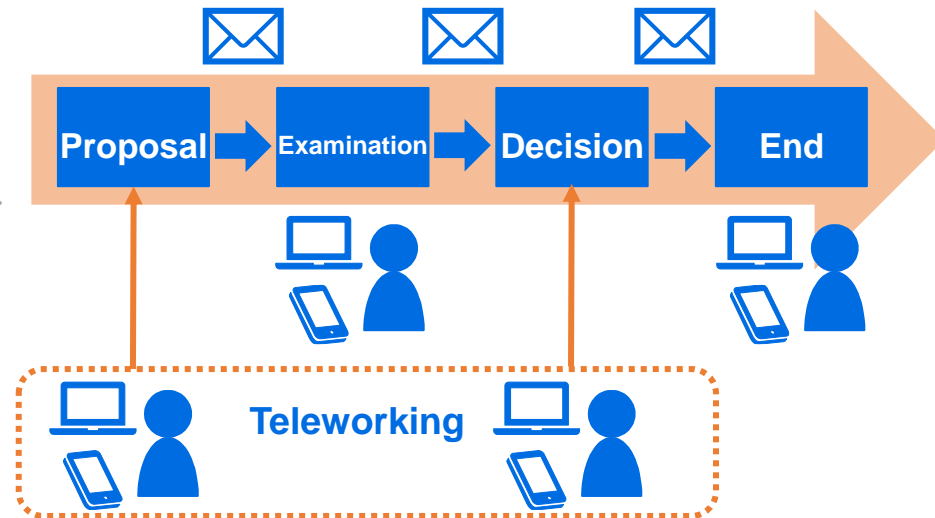 Proposal
Examination
Decision
End
Teleworking